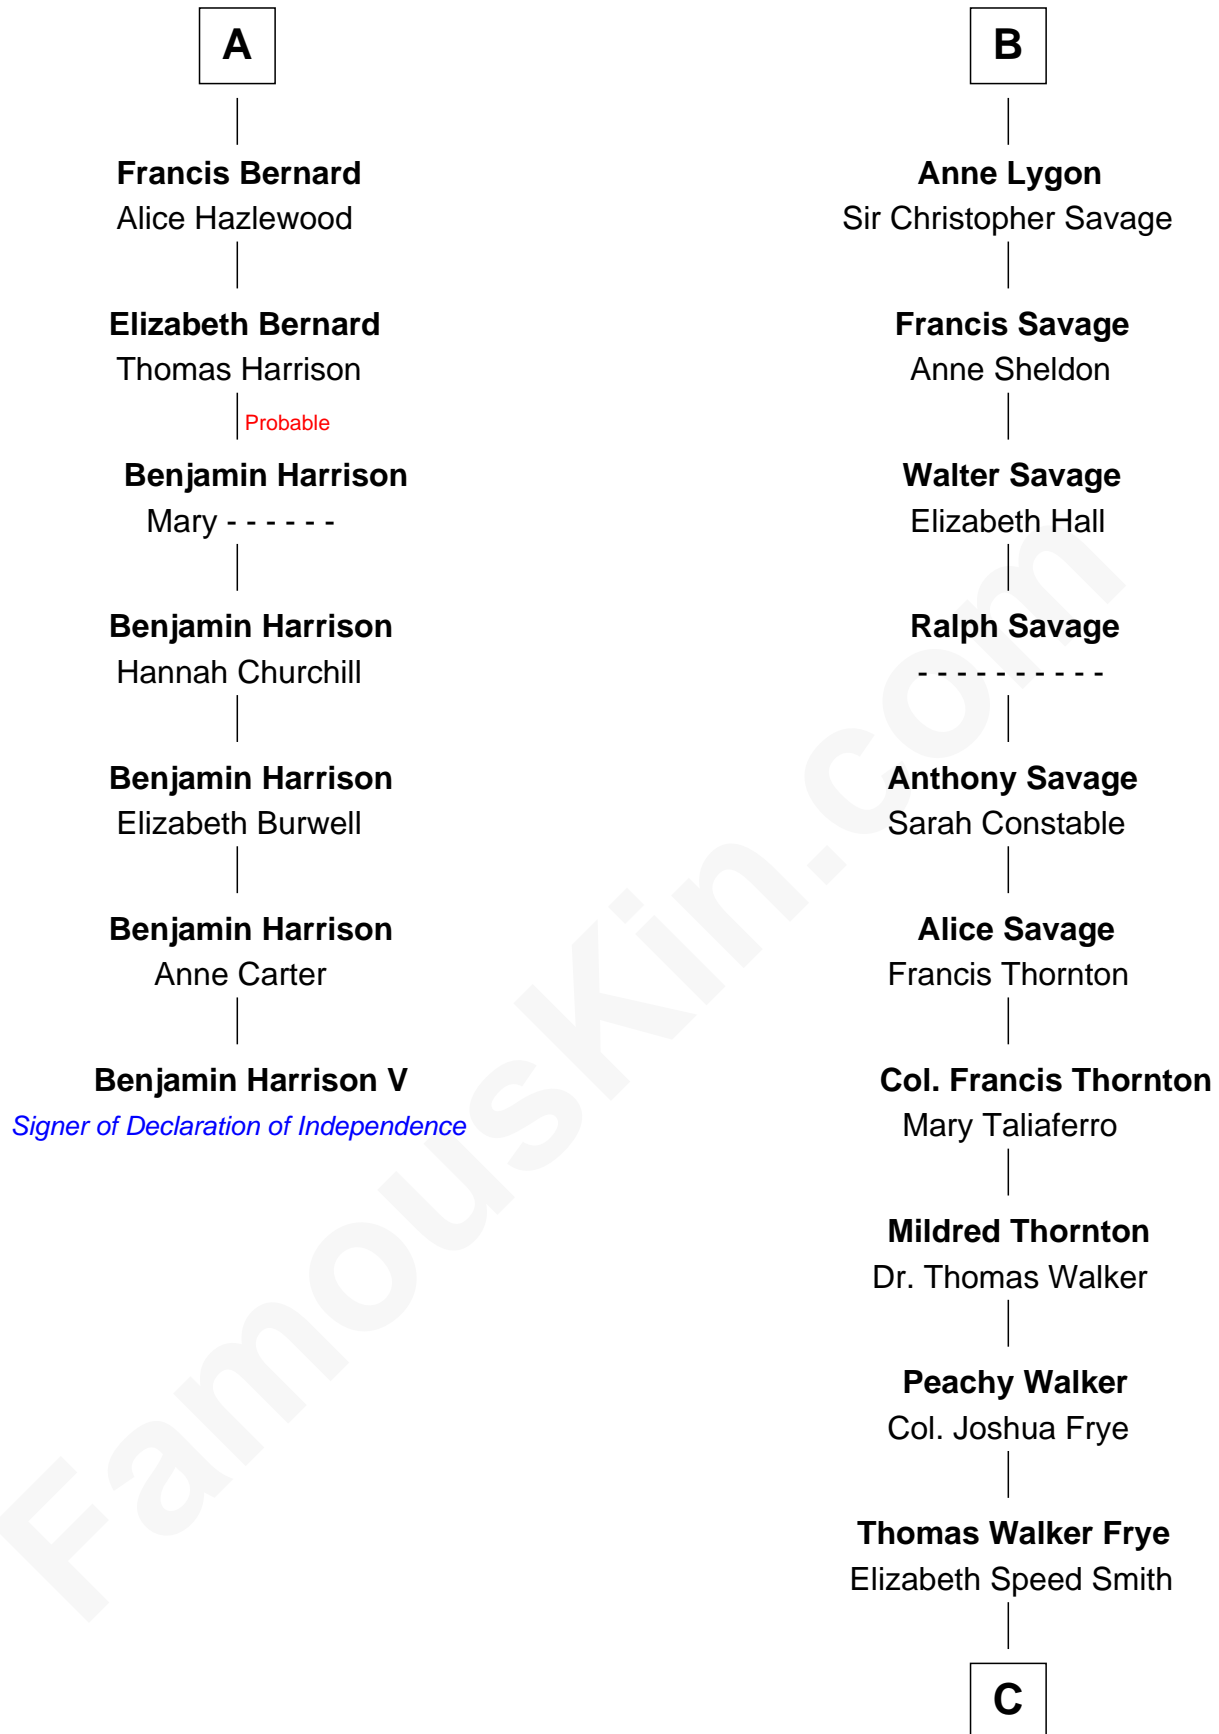 A
Francis Bernard
Alice Hazlewood
Elizabeth Bernard
Thomas Harrison
Probable
Benjamin Harrison
Mary - - - - - -
Benjamin Harrison
Hannah Churchill
Benjamin Harrison
Elizabeth Burwell
Benjamin Harrison
Anne Carter
Benjamin Harrison V
Signer of Declaration of Independence
B
Anne Lygon
Sir Christopher Savage
Francis Savage
Anne Sheldon
Walter Savage
Elizabeth Hall
Ralph Savage
- - - - - - - - - -
Anthony Savage
Sarah Constable
Alice Savage
Francis Thornton
Col. Francis Thornton
Mary Taliaferro
Mildred Thornton
Dr. Thomas Walker
Peachy Walker
Col. Joshua Frye
Thomas Walker Frye
Elizabeth Speed Smith
C
FamousKin.com